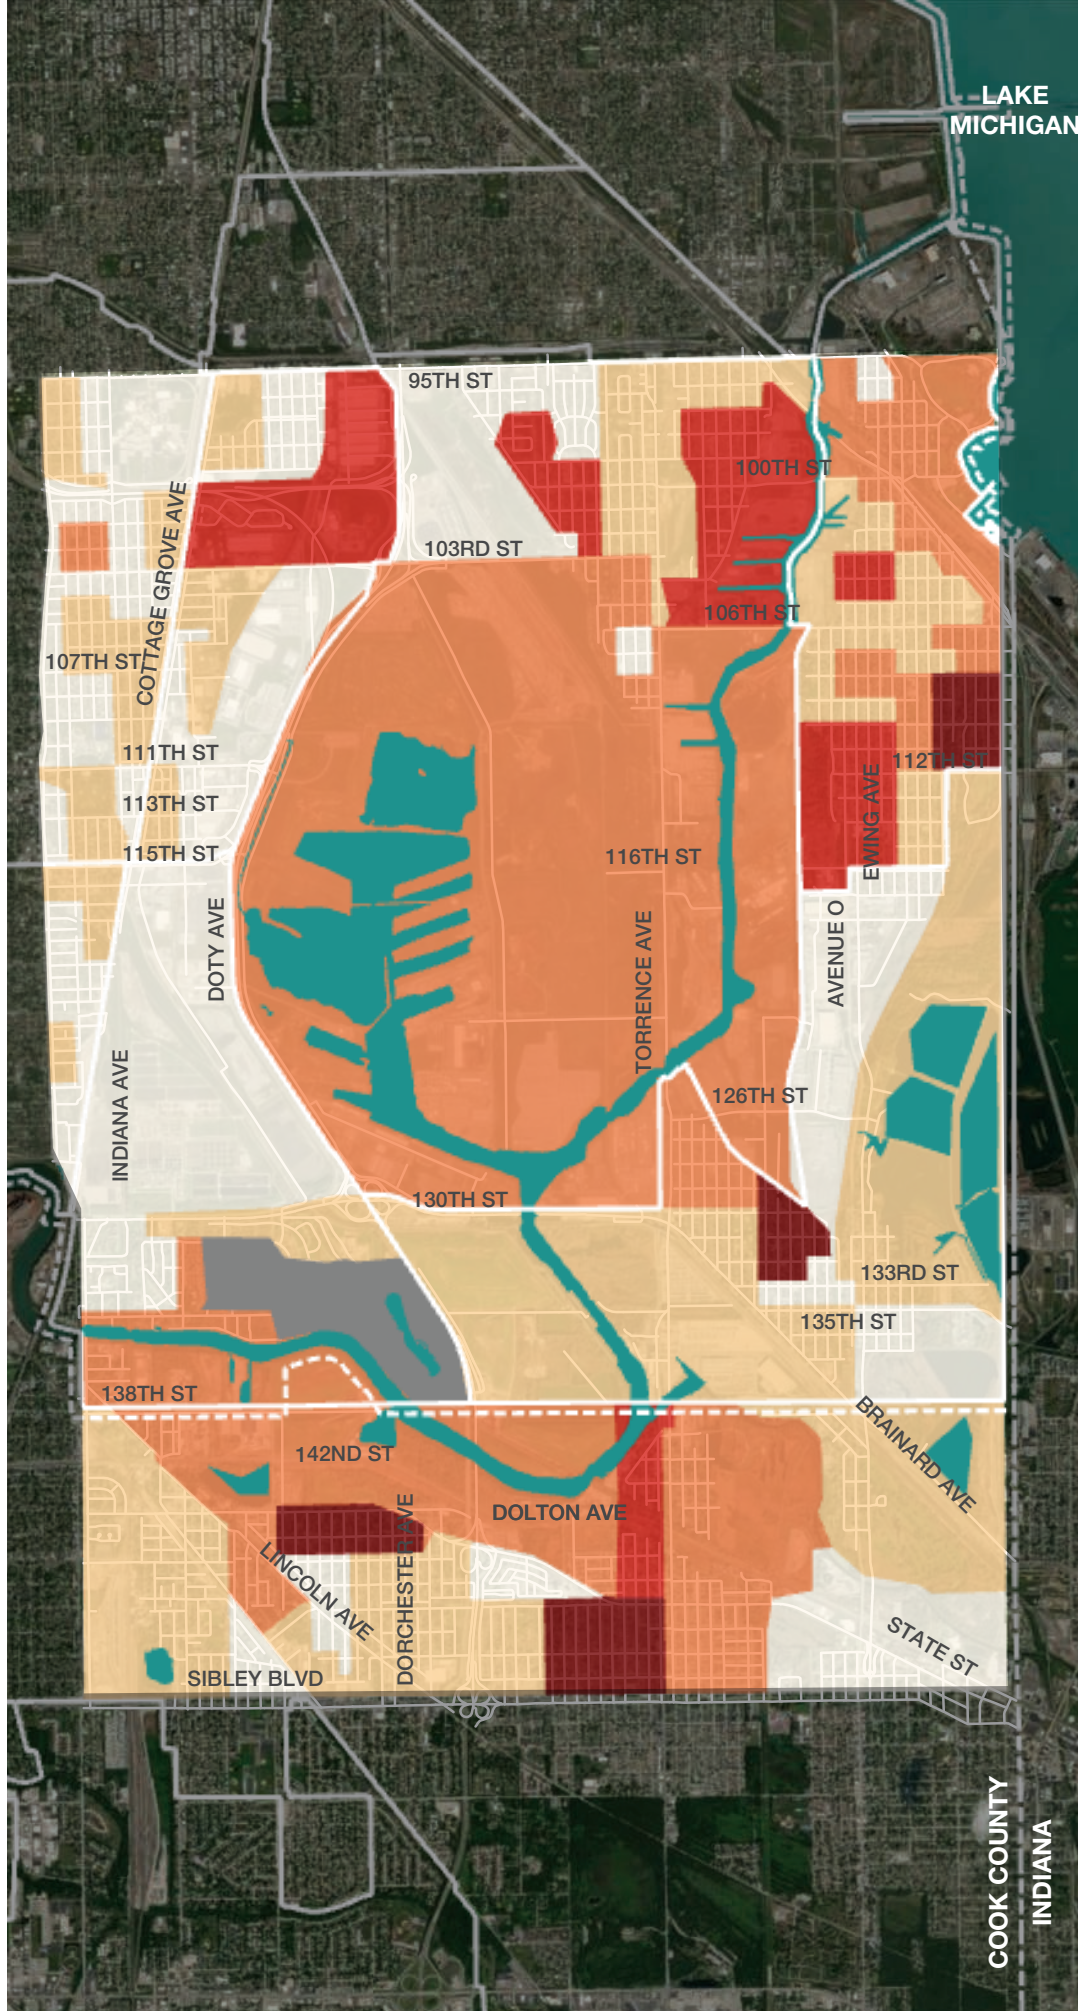 LAKE
MICHIGAN
95TH ST
100TH ST
COTTAGE GROVE AVE
103RD ST
106TH ST
107TH ST
111TH ST
112TH ST
113TH ST
EWING AVE
115TH ST
116TH ST
DOTY AVE
AVENUE O
TORRENCE AVE
INDIANA AVE
126TH ST
130TH ST
133RD ST
135TH ST
138TH ST
BRAINARD AVE
142ND ST
DOLTON AVE
LINCOLN AVE
DORCHESTER AVE
STATE ST
SIBLEY BLVD
COOK COUNTY
INDIANA